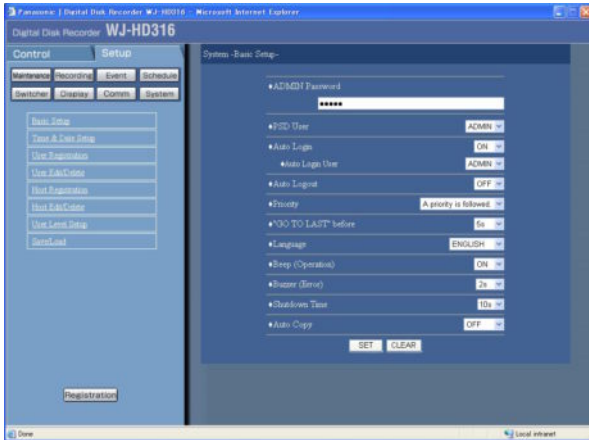 Panasonic | Digital Disk Recorder WJ-HD316 - Microsoft Internet Explorer
Digital Disk Recorder WJ-HD316
Control Setup
Maintenance Recording Event Schedule
Switcher Display Comm System
Basic Setup
Time & Date Setup
User Registration
User Edit/Delete
Host Registration
Host Edit/Delete
User Level Setup
Save/Load
Registration
System -Basic Setup-
♦ADMIN Password
•••••
♦PSD User ADMIN
♦Auto Login ON
♦Auto Login User ADMIN
♦Auto Logout OFF
♦Priority A priority is followed.
♦"GO TO LAST" before 5s
♦Language ENGLISH
♦Beep (Operation) ON
♦Buzzer (Error) 2s
♦Shutdown Time 10s
♦Auto Copy OFF
SET CLEAR
Done Local intranet